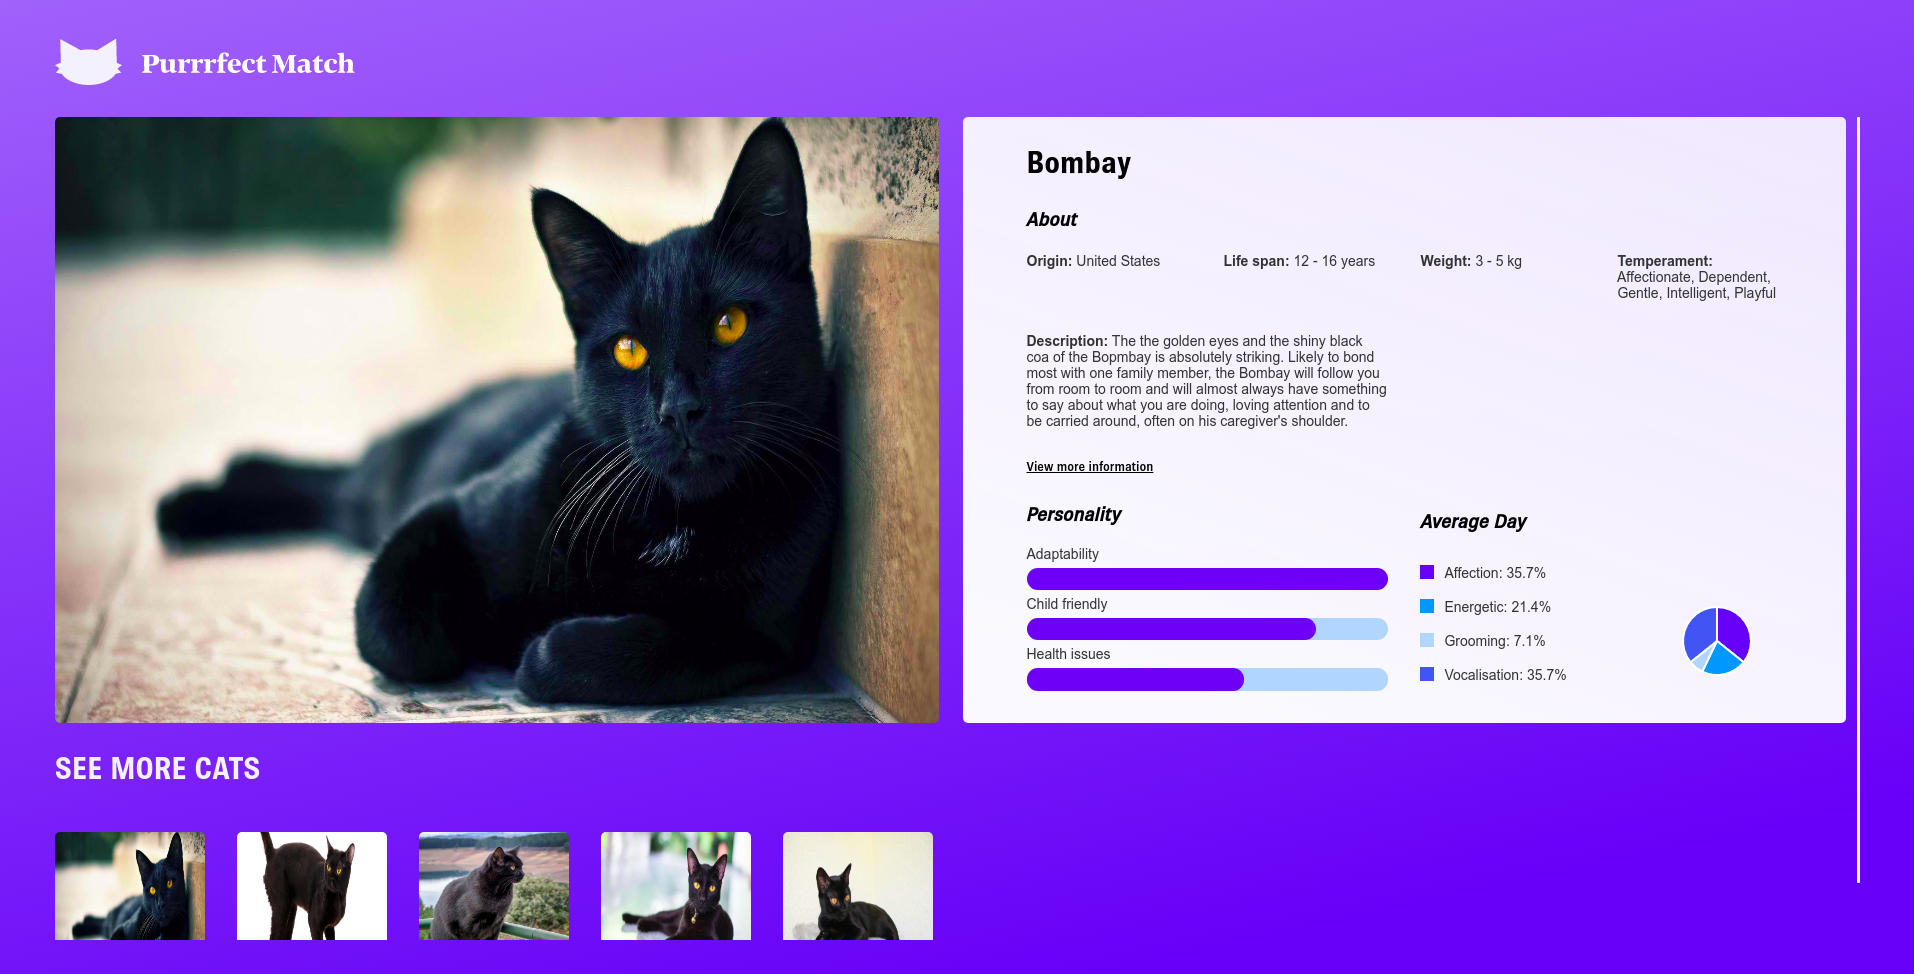 Purrrfect Match
Bombay
About
Origin: United States
Life span: 12 - 16 years
Weight: 3 - 5 kg
Temperament:
Affectionate, Dependent,
Gentle, Intelligent, Playful
Description: The the golden eyes and the shiny black
coa of the Bopmbay is absolutely striking. Likely to bond
most with one family member, the Bombay will follow you
from room to room and will almost always have something
to say about what you are doing, loving attention and to
be carried around, often on his caregiver's shoulder.
View more information
Personality
Adaptability
Child friendly
Health issues
Average Day
Affection: 35.7%
Energetic: 21.4%
Grooming: 7.1%
Vocalisation: 35.7%
SEE MORE CATS